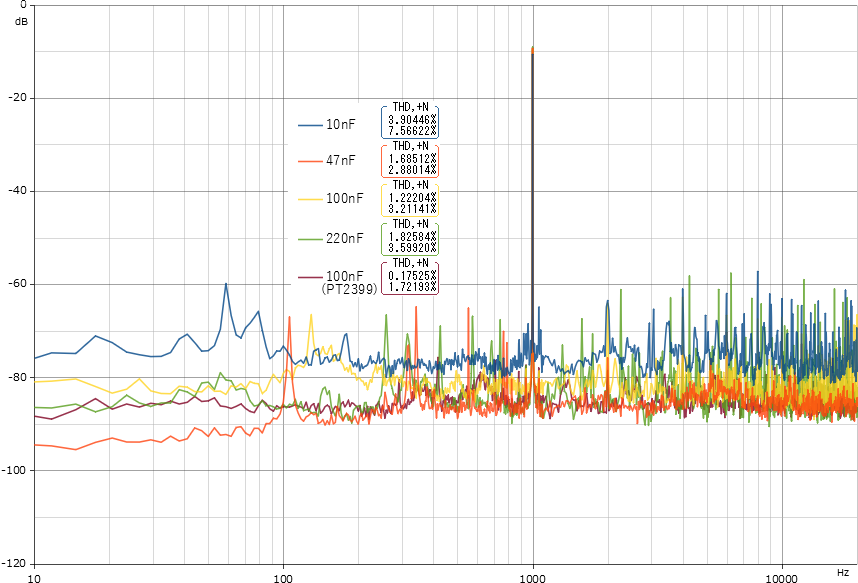 0
dB
-20
-40
-60
-80
-100
-120
10nF
THD,+N
3.90446%
7.56622%
47nF
THD,+N
1.68512%
2.88014%
100nF
THD,+N
1.22204%
3.21141%
220nF
THD,+N
1.82584%
3.59920%
100nF
(PT2399)
THD,+N
0.17525%
1.72193%
10
100
1000
10000
Hz